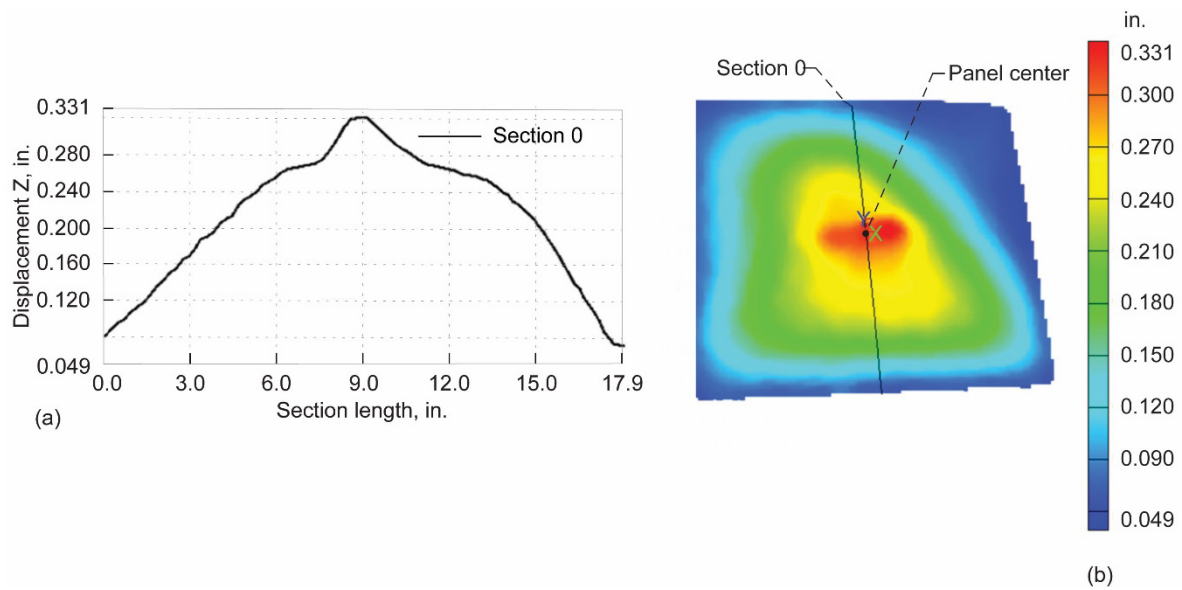 0.331
0.280
0.240
0.200
0.160
0.120
0.049
Displacement Z, in.
Section 0
0.0 3.0 6.0 9.0 12.0 15.0 17.9
Section length, in.
(a)
Section 0
Panel center
Y
X
in.
0.331
0.300
0.270
0.240
0.210
0.180
0.150
0.120
0.090
0.049
(b)